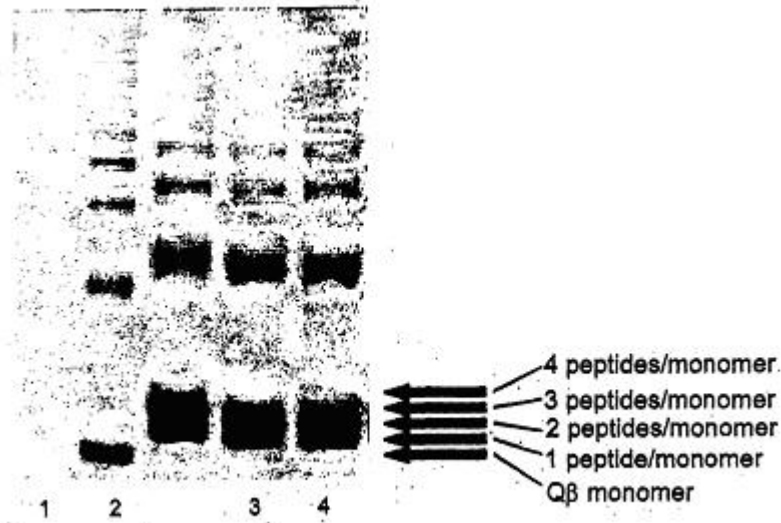 4 peptides/monomer
3 peptides/monomer
2 peptides/monomer
1 peptide/monomer
Qβ monomer
1 2 3 4